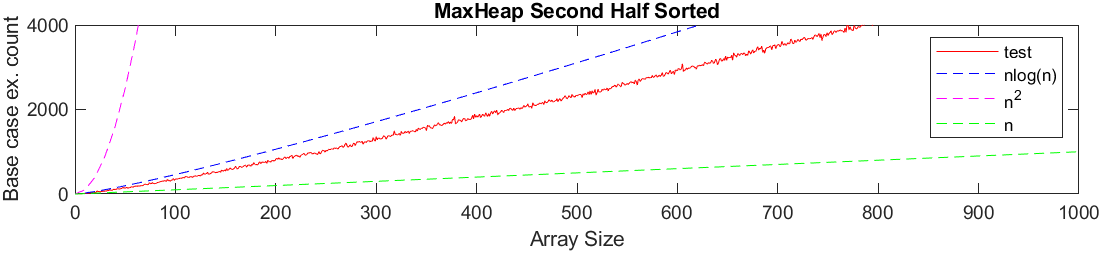 MaxHeap Second Half Sorted
Base case ex. count
4000
2000
0
0
100
200
300
400
500
600
700
800
900
1000
Array Size
test
nlog(n)
n²
n